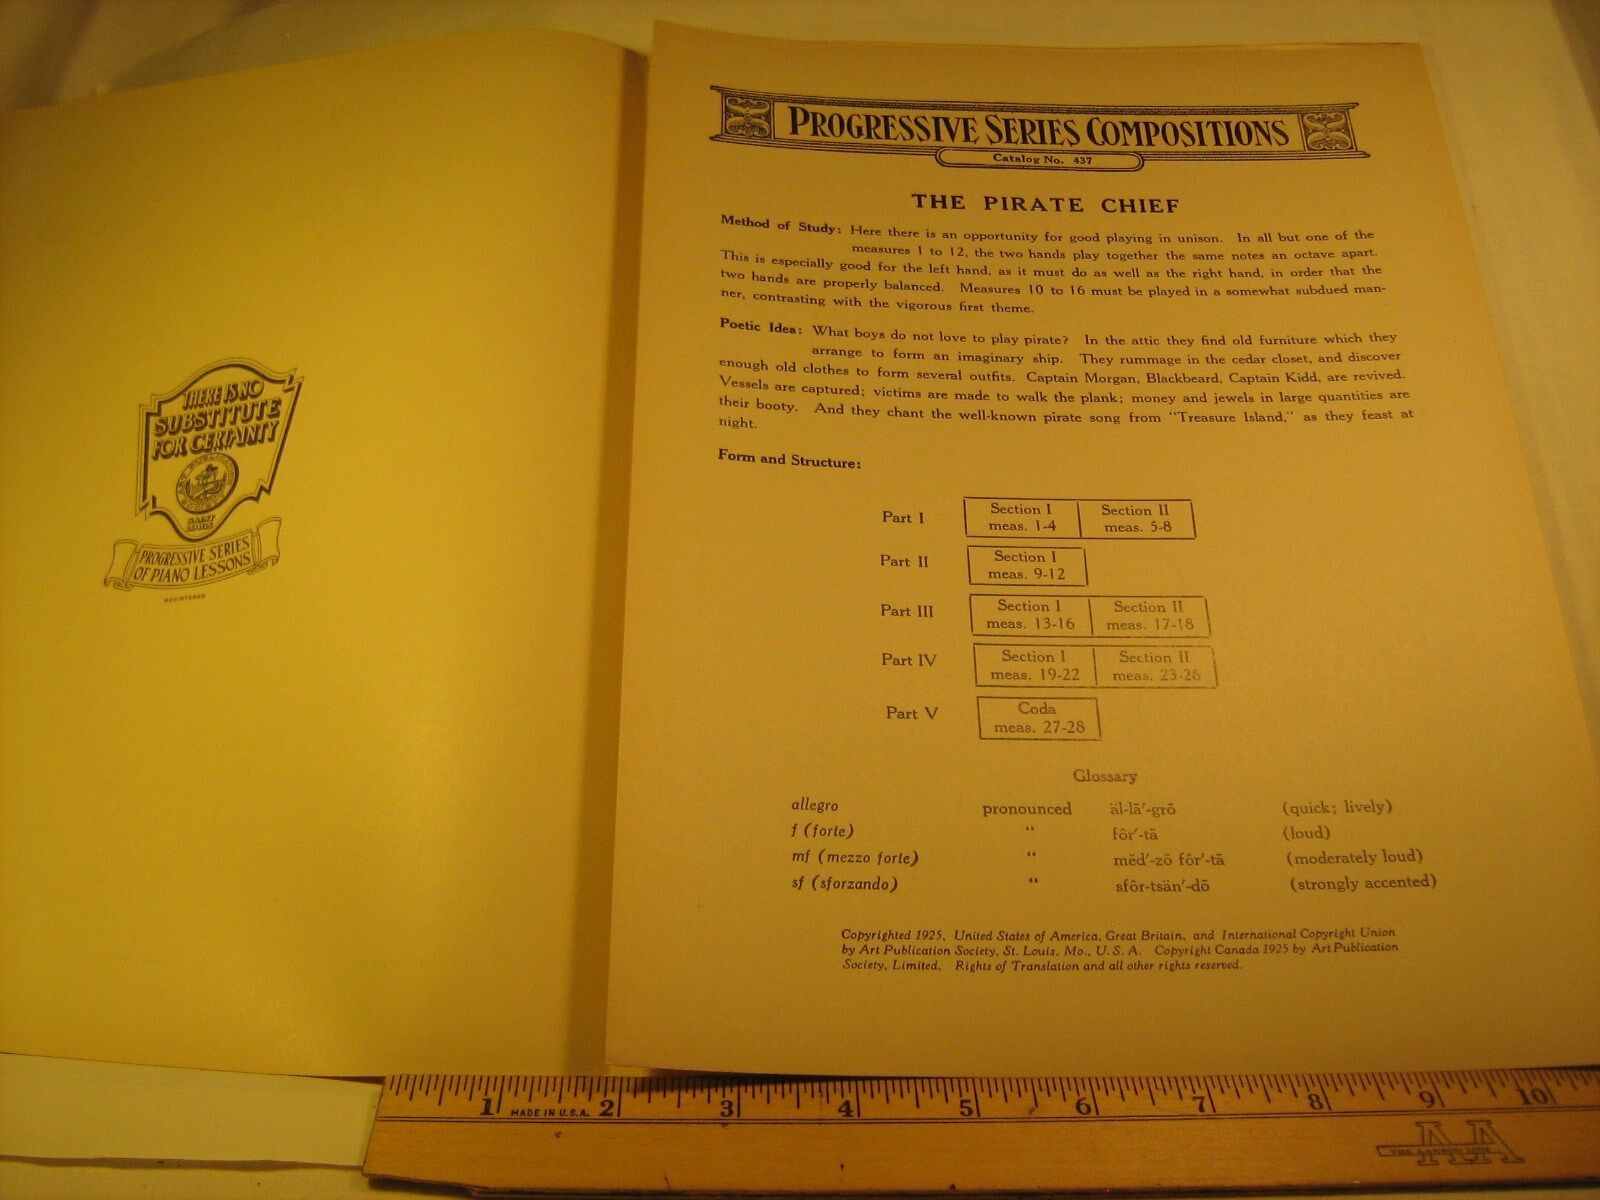 THERE IS NO
SUBSTITUTE
FOR CERTAINTY
ART PUBLICATION
SOCIETY
SAINT
LOUIS
PROGRESSIVE SERIES
OF PIANO LESSONS
REGISTERED
PROGRESSIVE SERIES COMPOSITIONS
Catalog No. 437
THE PIRATE CHIEF
Method of Study: Here there is an opportunity for good playing in unison. In all but one of the
measures 1 to 12, the two hands play together the same notes an octave apart.
This is especially good for the left hand, as it must do as well as the right hand, in order that the
two hands are properly balanced. Measures 10 to 16 must be played in a somewhat subdued man-
ner, contrasting with the vigorous first theme.
Poetic Idea: What boys do not love to play pirate? In the attic they find old furniture which they
arrange to form an imaginary ship. They rummage in the cedar closet, and discover
enough old clothes to form several outfits. Captain Morgan, Blackbeard, Captain Kidd, are revived.
Vessels are captured; victims are made to walk the plank; money and jewels in large quantities are
their booty. And they chant the well-known pirate song from "Treasure Island," as they feast at
night.
Form and Structure:
Part I Section I meas. 1-4 Section II meas. 5-8
Part II Section I meas. 9-12
Part III Section I meas. 13-16 Section II meas. 17-18
Part IV Section I meas. 19-22 Section II meas. 23-26
Part V Coda meas. 27-28
Glossary
allegro pronounced äl-lā′-grō (quick; lively)
f (forte) " fôr′-tā (loud)
mf (mezzo forte) " mĕd′-zō fôr′-tā (moderately loud)
sf (sforzando) " sfôr-tsän′-dō (strongly accented)
Copyrighted 1925, United States of America, Great Britain, and International Copyright Union
by Art Publication Society, St. Louis, Mo., U.S.A. Copyright Canada 1925 by Art Publication
Society, Limited. Rights of Translation and all other rights reserved.
1 MADE IN U.S.A. 2 3 4 5 6 7 8 9 10
AA